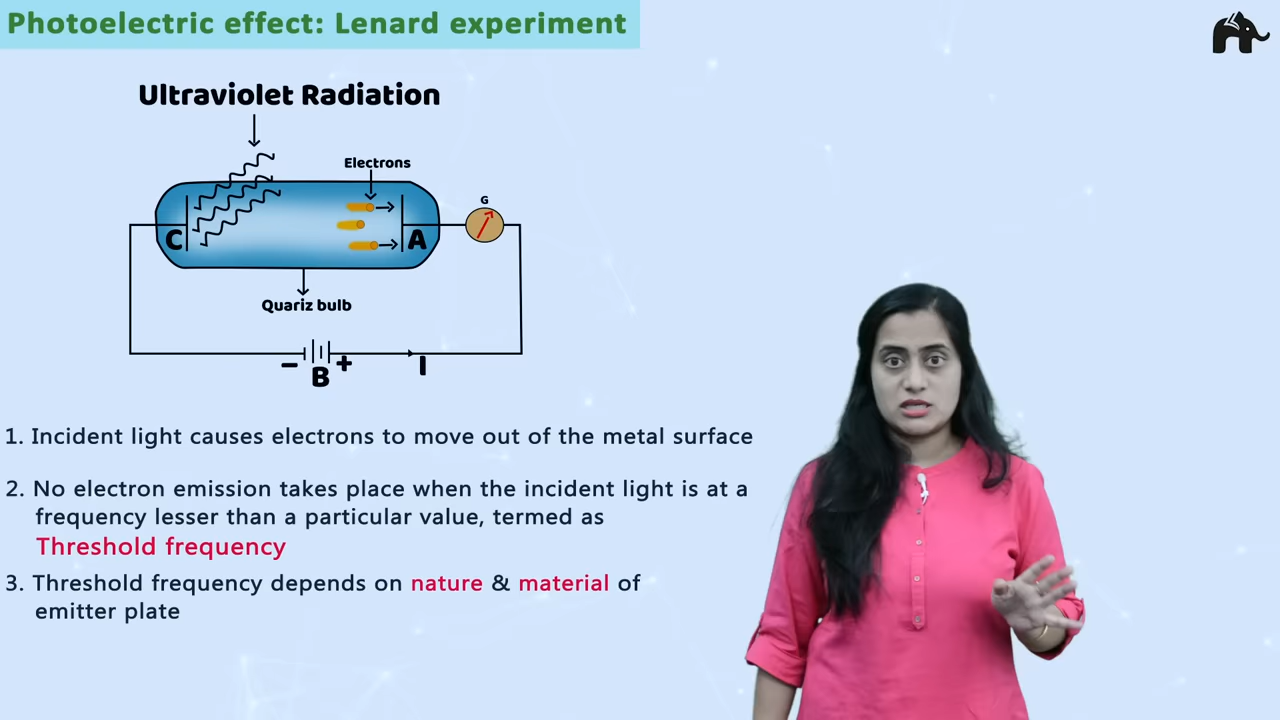 Photoelectric effect: Lenard experiment
Ultraviolet Radiation
Electrons
G
C
A
Quariz bulb
− B +
I
1. Incident light causes electrons to move out of the metal surface
2. No electron emission takes place when the incident light is at a
frequency lesser than a particular value, termed as
Threshold frequency
3. Threshold frequency depends on nature & material of
emitter plate